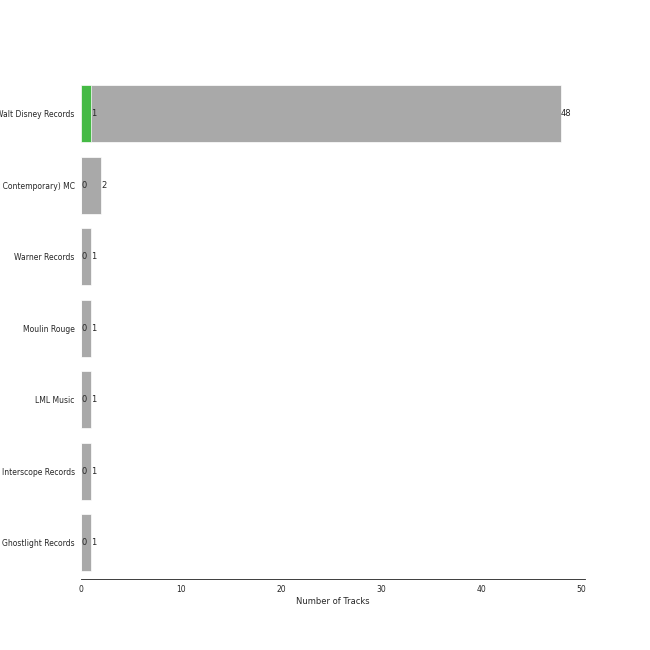 Walt Disney Records 1 48
Contemporary) MC 0 2
Warner Records 0 1
Moulin Rouge 0 1
LML Music 0 1
Interscope Records 0 1
Ghostlight Records 0 1
0 10 20 30 40 50
Number of Tracks